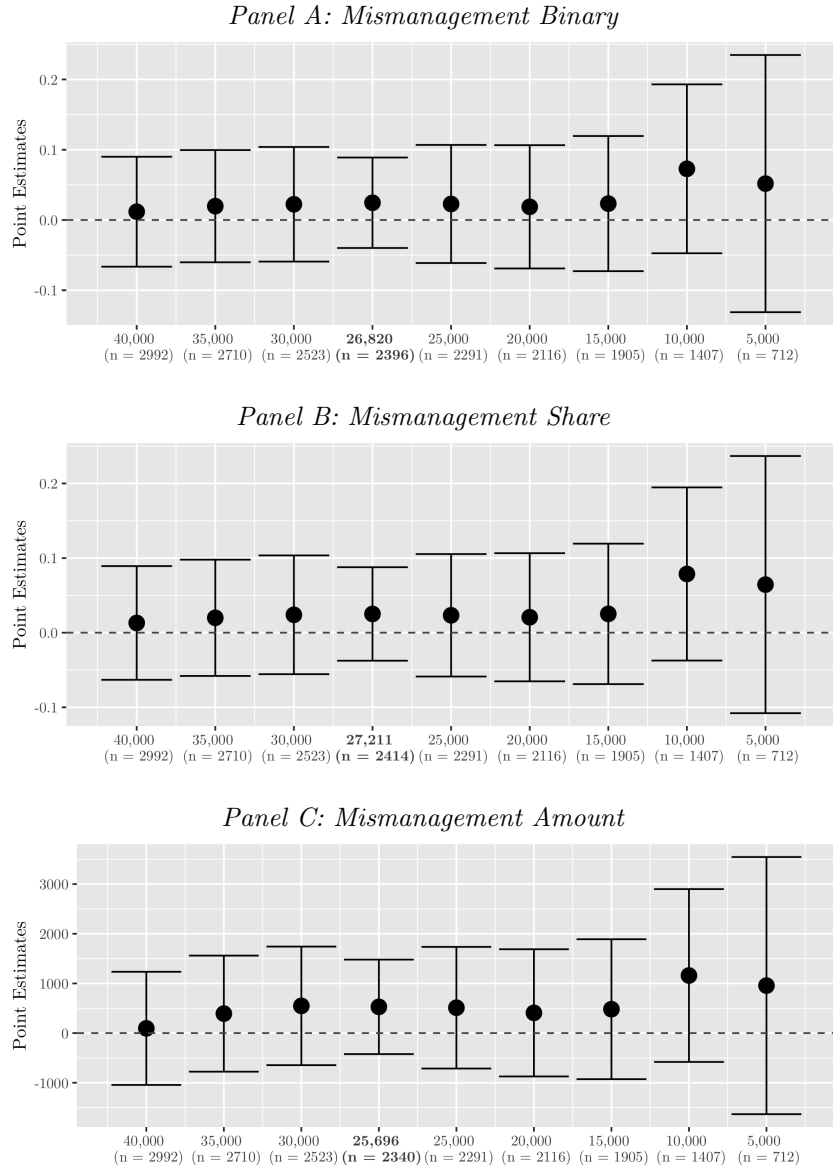 Panel A: Mismanagement Binary
Point Estimates
0.2
0.1
0.0
-0.1
40,000 35,000 30,000 26,820 25,000 20,000 15,000 10,000 5,000
(n = 2992) (n = 2710) (n = 2523) (n = 2396) (n = 2291) (n = 2116) (n = 1905) (n = 1407) (n = 712)
Panel B: Mismanagement Share
Point Estimates
0.2
0.1
0.0
-0.1
40,000 35,000 30,000 27,211 25,000 20,000 15,000 10,000 5,000
(n = 2992) (n = 2710) (n = 2523) (n = 2414) (n = 2291) (n = 2116) (n = 1905) (n = 1407) (n = 712)
Panel C: Mismanagement Amount
Point Estimates
3000
2000
1000
0
-1000
40,000 35,000 30,000 25,696 25,000 20,000 15,000 10,000 5,000
(n = 2992) (n = 2710) (n = 2523) (n = 2340) (n = 2291) (n = 2116) (n = 1905) (n = 1407) (n = 712)